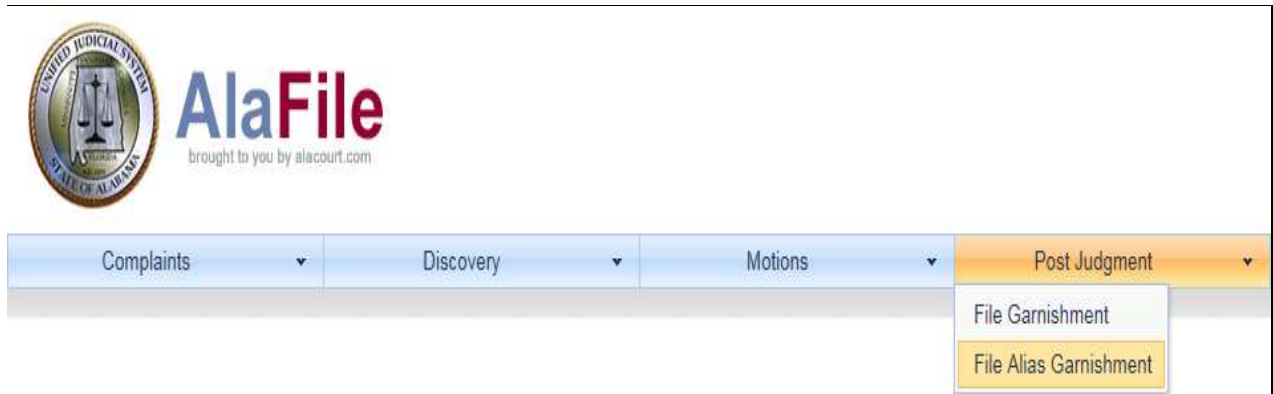 UNIFIED JUDICIAL SYSTEM
STATE OF ALABAMA
AlaFile
brought to you by alacourt.com
Complaints
Discovery
Motions
Post Judgment
File Garnishment
File Alias Garnishment